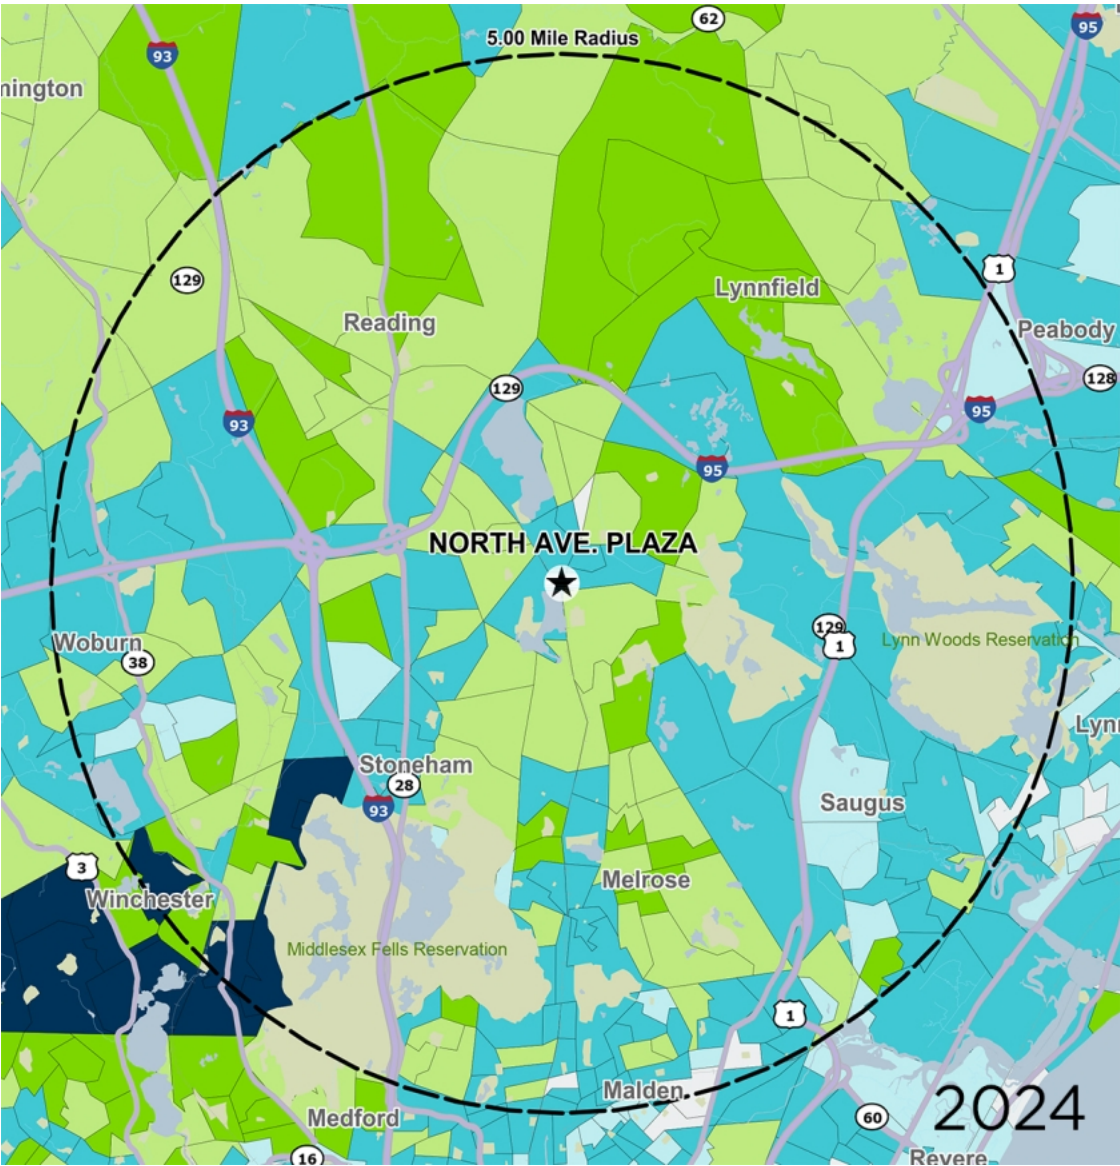 62
95
93
5.00 Mile Radius
mington
1
129
Lynnfield
Reading
Peabody
128
129
93
95
95
NORTH AVE. PLAZA
129
1
Lynn Woods Reservation
Woburn
38
Lynn
Stoneham
28
93
Saugus
3
Melrose
Winchester
Middlesex Fells Reservation
1
Malden
2024
Medford
60
16
Revere